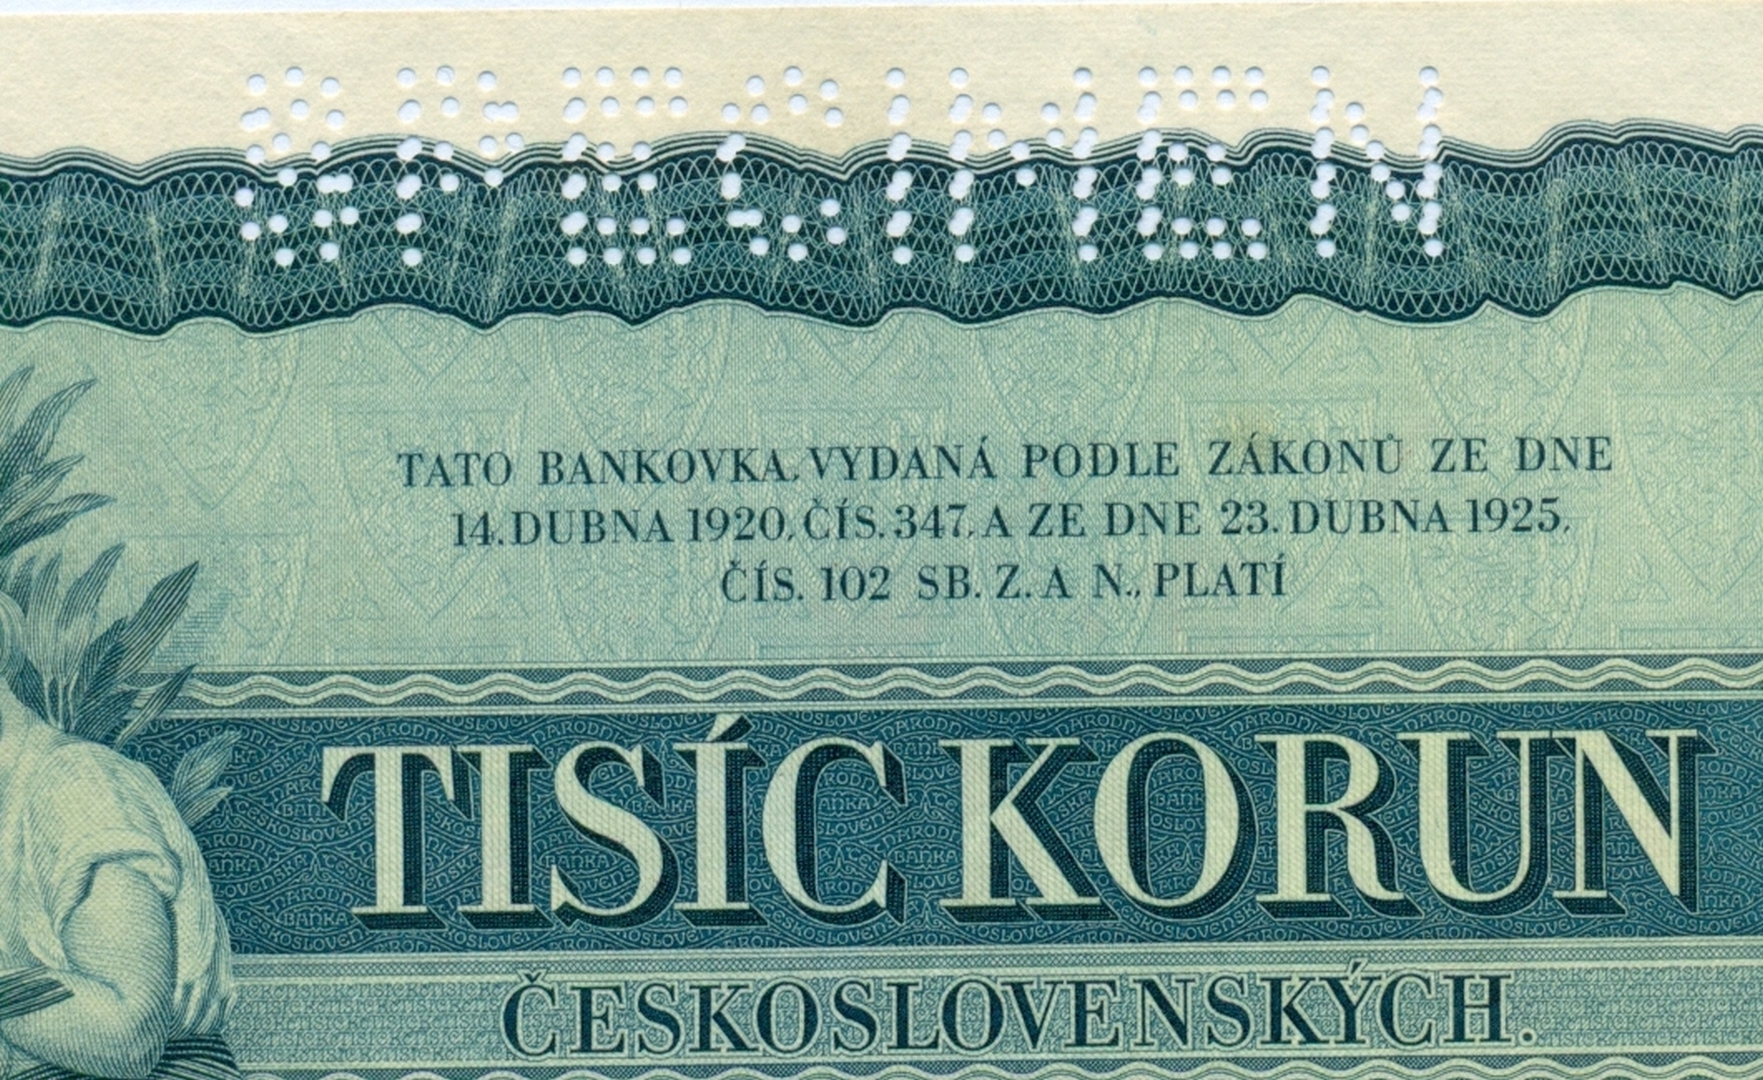 SPECIMEN
TATO BANKOVKA, VYDANÁ PODLE ZÁKONŮ ZE DNE
14. DUBNA 1920, ČÍS. 347, A ZE DNE 23. DUBNA 1925,
ČÍS. 102 SB. Z. A N., PLATÍ
TISÍC KORUN
ČESKOSLOVENSKÝCH.